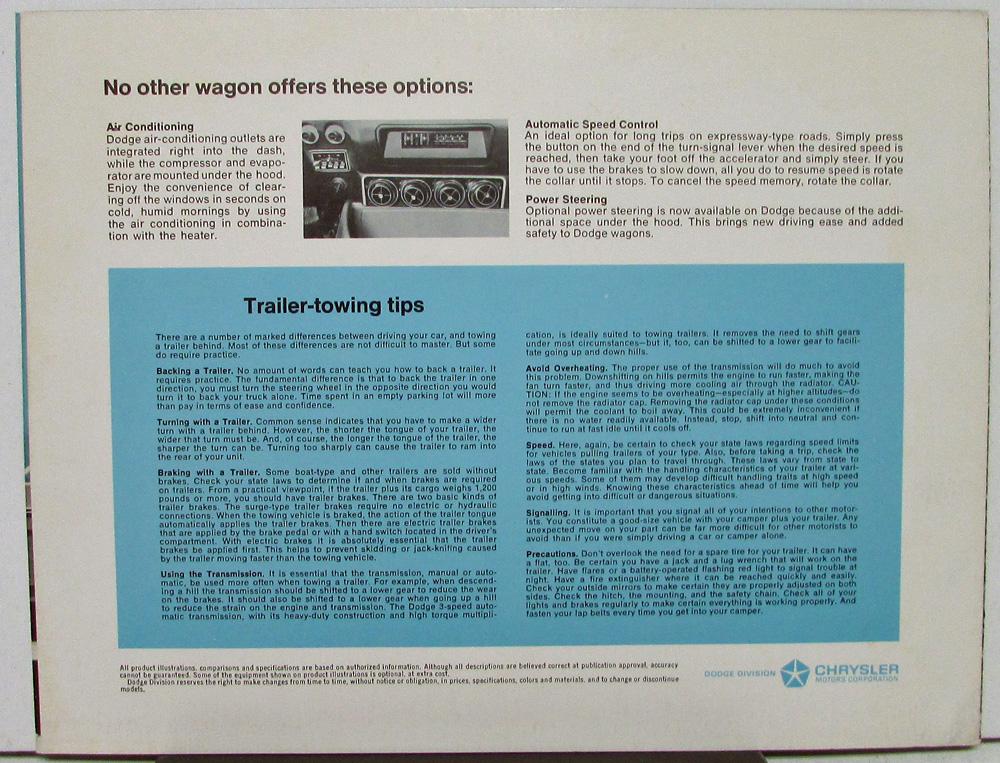 No other wagon offers these options:
Air Conditioning
Dodge air-conditioning outlets are
integrated right into the dash,
while the compressor and evapo-
rator are mounted under the hood.
Enjoy the convenience of clear-
ing off the windows in seconds on
cold, humid mornings by using
the air conditioning in combina-
tion with the heater.
Automatic Speed Control
An ideal option for long trips on expressway-type roads. Simply press
the button on the end of the turn-signal lever when the desired speed is
reached, then take your foot off the accelerator and simply steer. If you
have to use the brakes to slow down, all you do to resume speed is rotate
the collar until it stops. To cancel the speed memory, rotate the collar.
Power Steering
Optional power steering is now available on Dodge because of the addi-
tional space under the hood. This brings new driving ease and added
safety to Dodge wagons.
Trailer-towing tips
There are a number of marked differences between driving your car, and towing
a trailer behind. Most of these differences are not difficult to master. But some
do require practice.
Backing a Trailer. No amount of words can teach you how to back a trailer. It
requires practice. The fundamental difference is that to back the trailer in one
direction, you must turn the steering wheel in the opposite direction you would
turn it to back your truck alone. Time spent in an empty parking lot will more
than pay in terms of ease and confidence.
Turning with a Trailer. Common sense indicates that you have to make a wider
turn with a trailer behind. However, the shorter the tongue of your trailer, the
wider that turn must be. And, of course, the longer the tongue of the trailer, the
sharper the turn can be. Turning too sharply can cause the trailer to ram into
the rear of your unit.
Braking with a Trailer. Some boat-type and other trailers are sold without
brakes. Check your state laws to determine if and when brakes are required
on trailers. From a practical viewpoint, if the trailer plus its cargo weighs 1,200
pounds or more, you should have trailer brakes. There are two basic kinds of
trailer brakes. The surge-type trailer brakes require no electric or hydraulic
connections. When the towing vehicle is braked, the action of the trailer tongue
automatically applies the trailer brakes. Then there are electric trailer brakes
that are applied by the brake pedal or with a hand switch located in the driver's
compartment. With electric brakes it is absolutely essential that the trailer
brakes be applied first. This helps to prevent skidding or jack-knifing caused
by the trailer moving faster than the towing vehicle.
Using the Transmission. It is essential that the transmission, manual or auto-
matic, be used more often when towing a trailer. For example, when descend-
ing a hill the transmission should be shifted to a lower gear to reduce the wear
on the brakes. It should also be shifted to a lower gear when going up a hill
to reduce the strain on the engine and transmission. The Dodge 3-speed auto-
matic transmission, with its heavy-duty construction and high torque multipli-
cation, is ideally suited to towing trailers. It removes the need to shift gears
under most circumstances—but it, too, can be shifted to a lower gear to facili-
tate going up and down hills.
Avoid Overheating. The proper use of the transmission will do much to avoid
this problem. Downshifting on hills permits the engine to run faster, making the
fan turn faster, and thus driving more cooling air through the radiator. CAU-
TION: If the engine seems to be overheating—especially at higher altitudes—do
not remove the radiator cap. Removing the radiator cap under these conditions
will permit the coolant to boil away. This could be extremely inconvenient if
there is no water readily available. Instead, stop, shift into neutral and con-
tinue to run at fast idle until it cools off.
Speed. Here, again, be certain to check your state laws regarding speed limits
for vehicles pulling trailers of your type. Also, before taking a trip, check the
laws of the states you plan to travel through. These laws vary from state to
state. Become familiar with the handling characteristics of your trailer at vari-
ous speeds. Some of them may develop difficult handling traits at high speed
or in high winds. Knowing these characteristics ahead of time will help you
avoid getting into difficult or dangerous situations.
Signalling. It is important that you signal all of your intentions to other motor-
ists. You constitute a good-size vehicle with your camper plus your trailer. Any
unexpected move on your part can be far more difficult for other motorists to
avoid than if you were simply driving a car or camper alone.
Precautions. Don't overlook the need for a spare tire for your trailer. It can have
a flat, too. Be certain you have a jack and a lug wrench that will work on the
trailer. Have flares or a battery-operated flashing red light to signal trouble at
night. Have a fire extinguisher where it can be reached quickly and easily.
Check your outside mirrors to make certain they are properly adjusted on both
sides. Check the hitch, the mounting, and the safety chain. Check all of your
lights and brakes regularly to make certain everything is working properly. And
fasten your lap belts every time you get into your camper.
All product illustrations, comparisons and specifications are based on authorized information. Although all descriptions are believed correct at publication approval, accuracy
cannot be guaranteed. Some of the equipment shown on product illustrations is optional, at extra cost.
Dodge Division reserves the right to make changes from time to time, without notice or obligation, in prices, specifications, colors and materials, and to change or discontinue
models.
DODGE DIVISION CHRYSLER
MOTORS CORPORATION